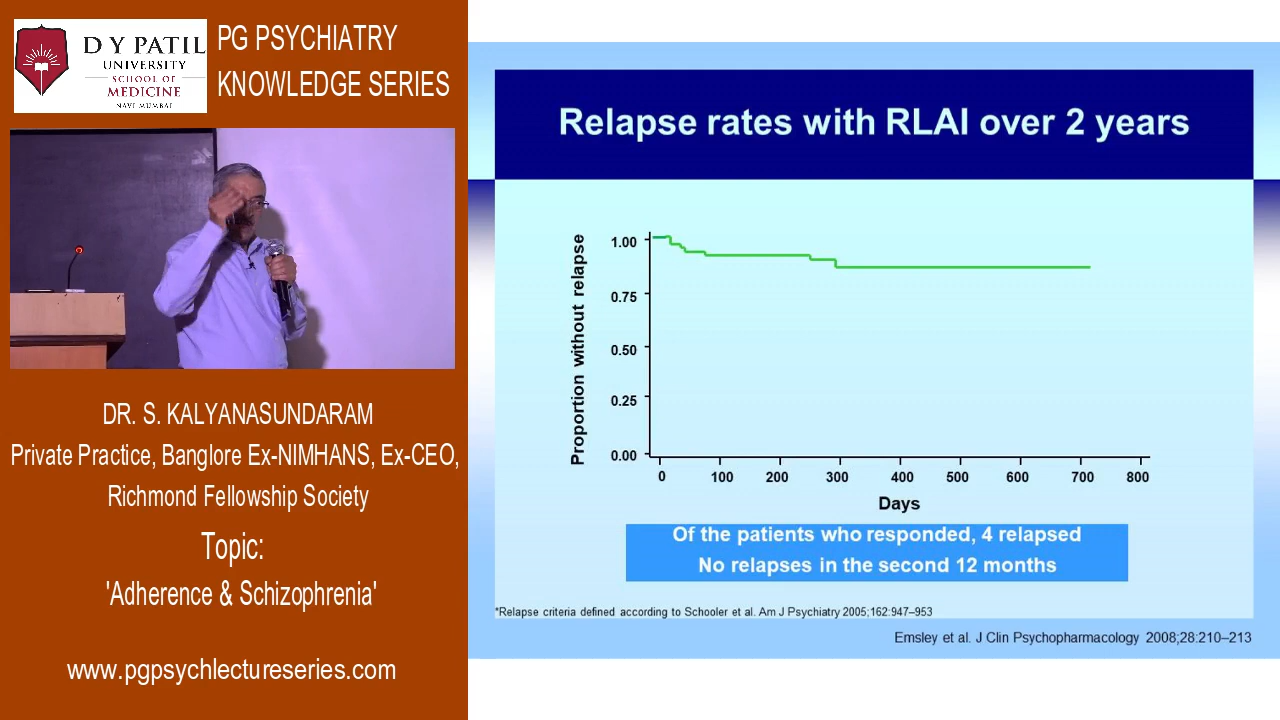 D Y PATIL
UNIVERSITY
SCHOOL OF
MEDICINE
NAVI MUMBAI
PG PSYCHIATRY
KNOWLEDGE SERIES
DR. S. KALYANASUNDARAM
Private Practice, Banglore Ex-NIMHANS, Ex-CEO,
Richmond Fellowship Society
Topic:
'Adherence & Schizophrenia'
www.pgpsychlectureseries.com
Relapse rates with RLAI over 2 years
Proportion without relapse
1.00
0.75
0.50
0.25
0.00
0 100 200 300 400 500 600 700 800
Days
Of the patients who responded, 4 relapsed
No relapses in the second 12 months
*Relapse criteria defined according to Schooler et al. Am J Psychiatry 2005;162:947–953
Emsley et al. J Clin Psychopharmacology 2008;28:210–213